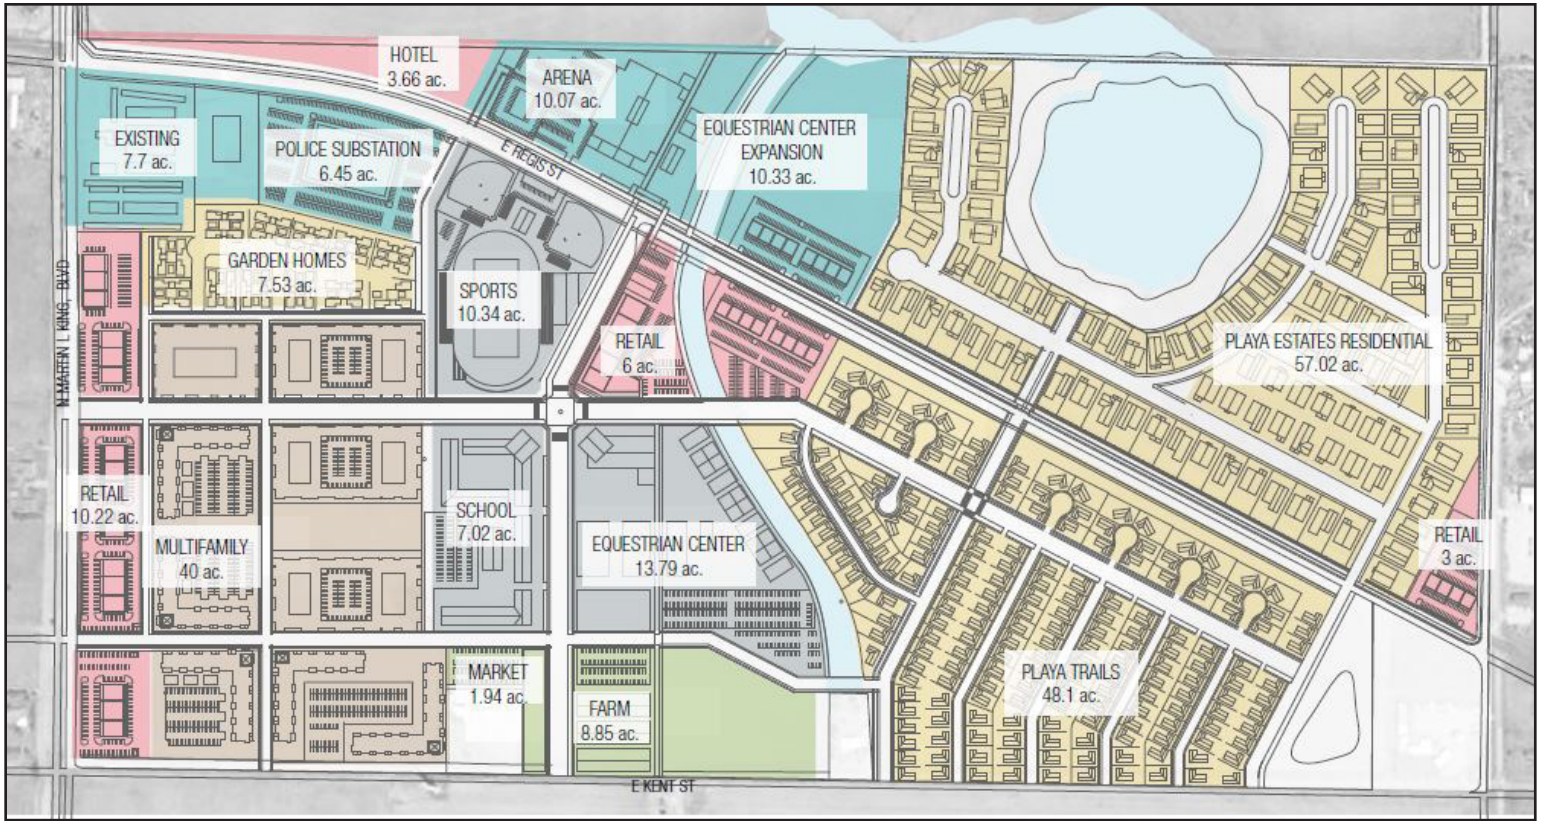 HOTEL
3.66 ac.
ARENA
10.07 ac.
EXISTING
7.7 ac.
POLICE SUBSTATION
6.45 ac.
E REGIS ST
EQUESTRIAN CENTER
EXPANSION
10.33 ac.
GARDEN HOMES
7.53 ac.
SPORTS
10.34 ac.
N MARTIN L KING, BLVD
RETAIL
6 ac.
PLAYA ESTATES RESIDENTIAL
57.02 ac.
RETAIL
10.22 ac.
MULTIFAMILY
40 ac.
SCHOOL
7.02 ac.
EQUESTRIAN CENTER
13.79 ac.
RETAIL
3 ac.
MARKET
1.94 ac.
FARM
8.85 ac.
PLAYA TRAILS
48.1 ac.
E KENT ST